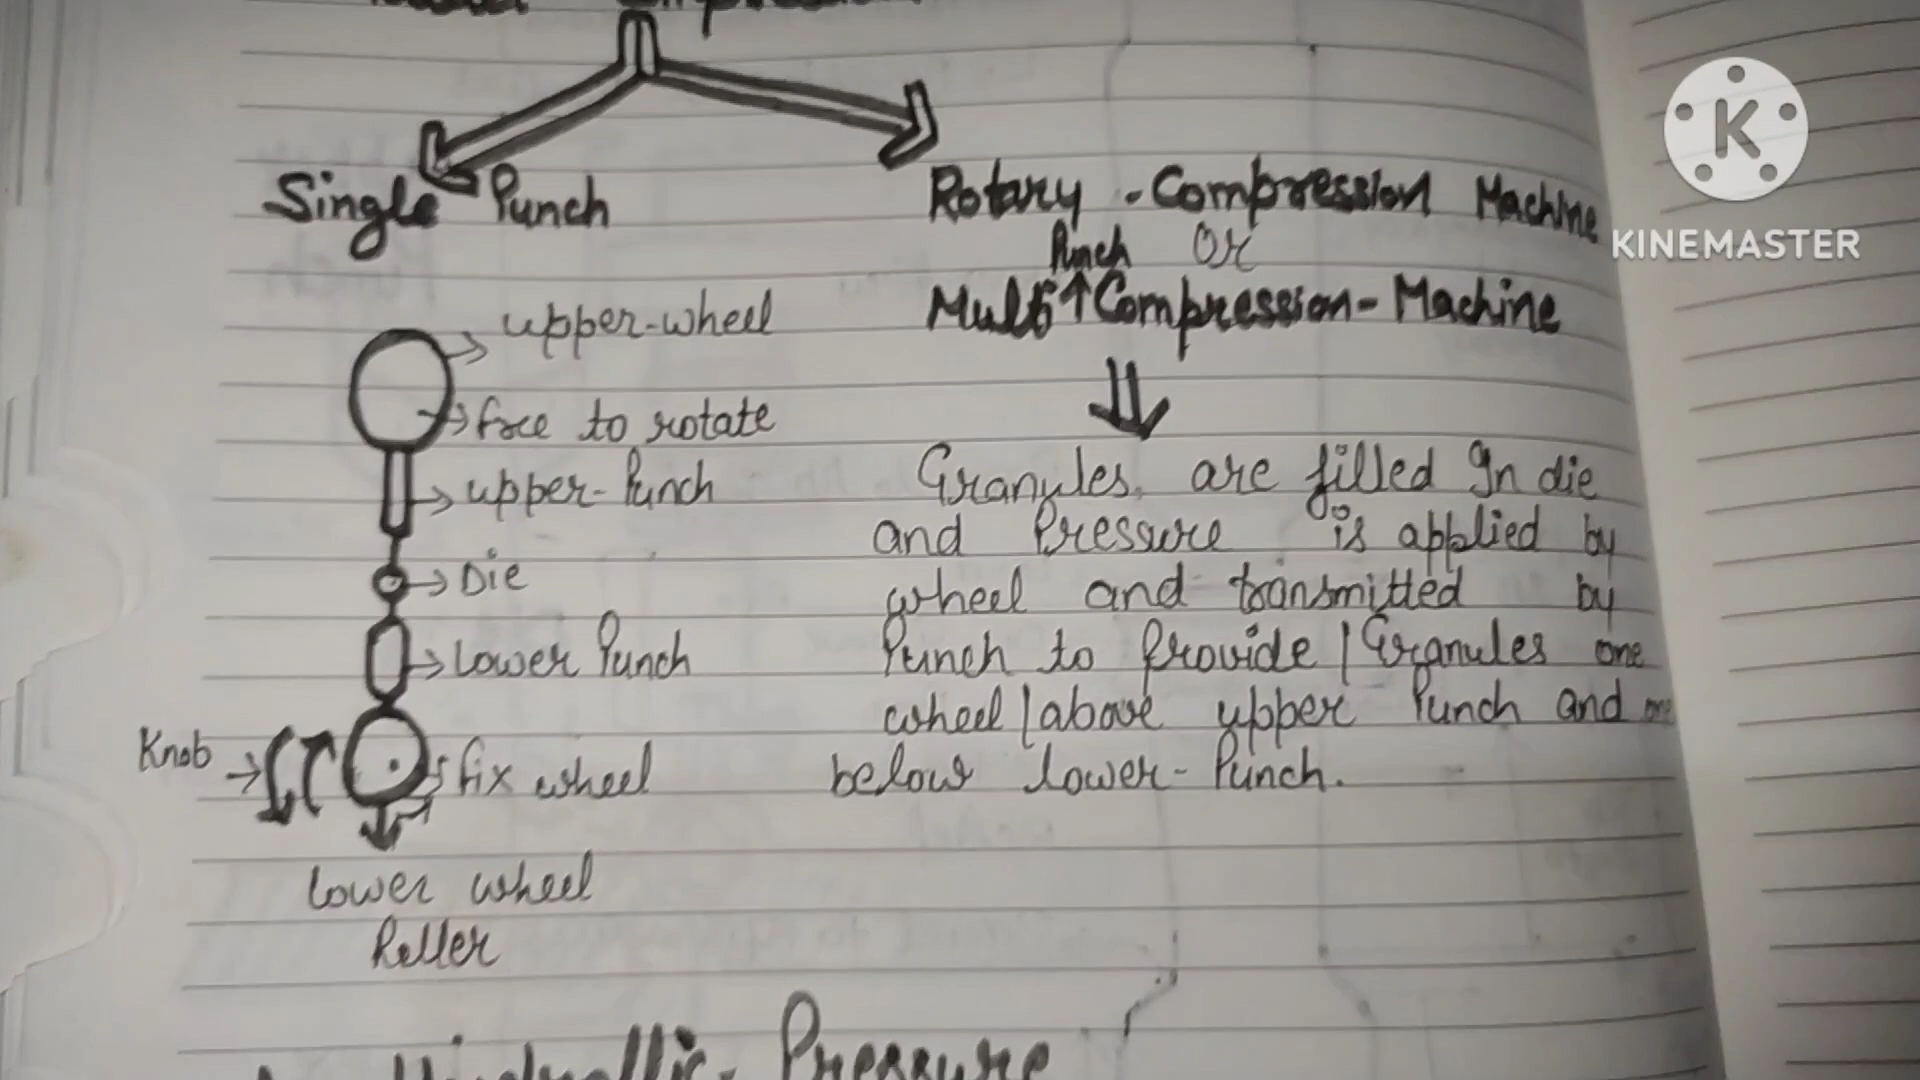 Single Punch
Rotary - Compression Machine
Punch Or
Multi ↑ Compression - Machine
upper-wheel
free to rotate
upper-Punch
Die
Lower Punch
Knob
fix wheel
Lower wheel
Roller
Granules are filled In die
and Pressure is applied by
wheel and transmitted by
Punch to Provide / Granules one
wheel / above upper Punch and one
below lower-Punch.
Pressure
KINEMASTER